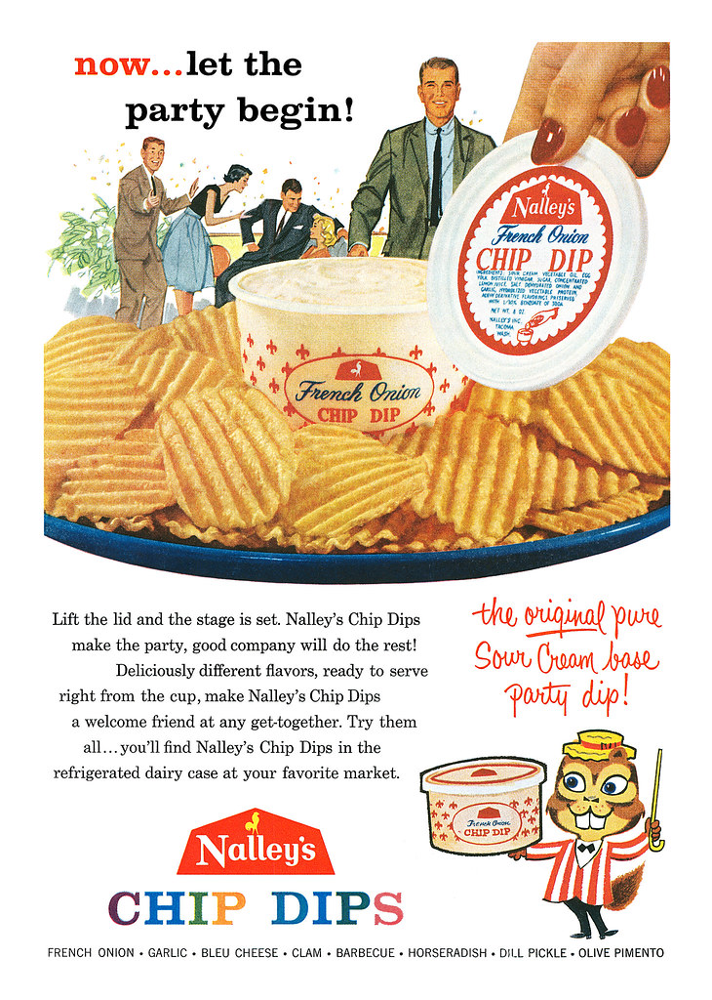 now...let the
party begin!
Nalley's
French Onion
CHIP DIP
INGREDIENTS: SOUR CREAM, VEGETABLE OIL, EGG
YOLK, DISTILLED VINEGAR, SUGAR, CONCENTRATED
LEMON JUICE, SALT, DEHYDRATED ONION AND
GARLIC, HYDROLYZED VEGETABLE PROTEIN,
FLAVORINGS PRESERVED
WITH 1/10% BENZOATE OF SODA
NET WT. 8 OZ.
NALLEY'S INC.
TACOMA
WASH.
French Onion
CHIP DIP
Lift the lid and the stage is set. Nalley's Chip Dips
make the party, good company will do the rest!
Deliciously different flavors, ready to serve
right from the cup, make Nalley's Chip Dips
a welcome friend at any get-together. Try them
all...you'll find Nalley's Chip Dips in the
refrigerated dairy case at your favorite market.
the original pure
Sour Cream base
party dip!
French Onion
CHIP DIP
Nalley's
CHIP DIPS
FRENCH ONION • GARLIC • BLEU CHEESE • CLAM • BARBECUE • HORSERADISH • DILL PICKLE • OLIVE PIMENTO